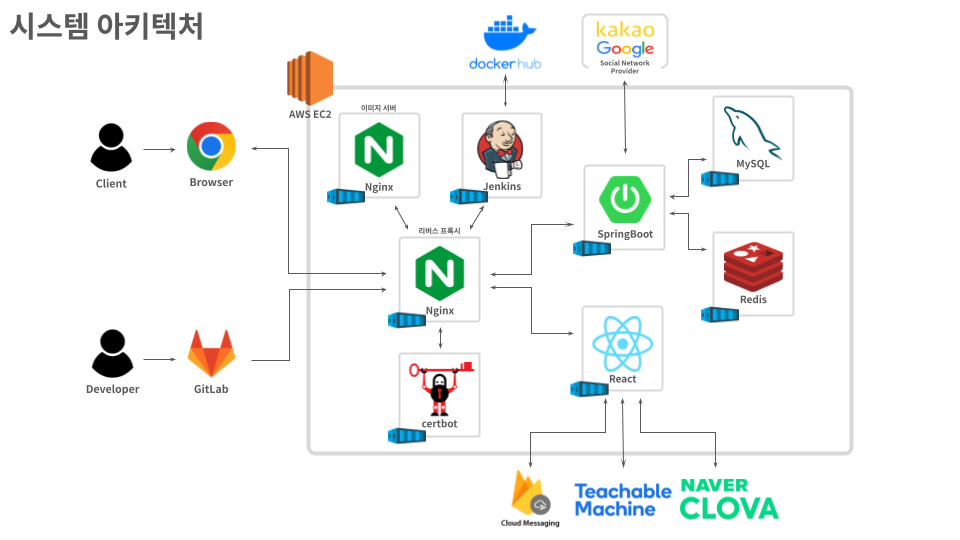 시스템 아키텍처
docker hub
kakao
Google
Social Network
Provider
AWS EC2
이미지 서버
N
Nginx
Jenkins
MySQL
Client
Browser
SpringBoot
리버스 프록시
N
Nginx
Redis
Developer
GitLab
certbot
React
Cloud Messaging
Teachable
Machine
NAVER
CLOVA